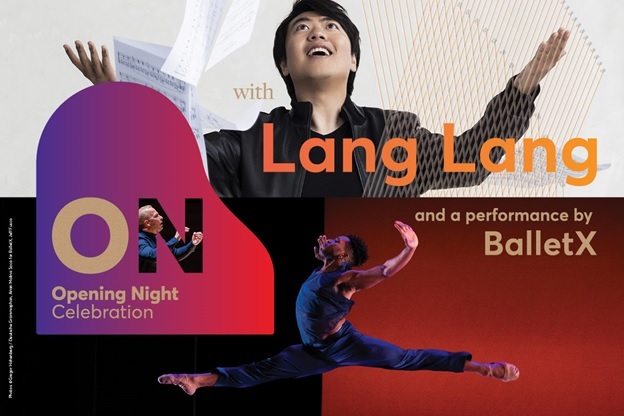 with
Lang Lang
and a performance by
BalletX
ON
Opening Night
Celebration